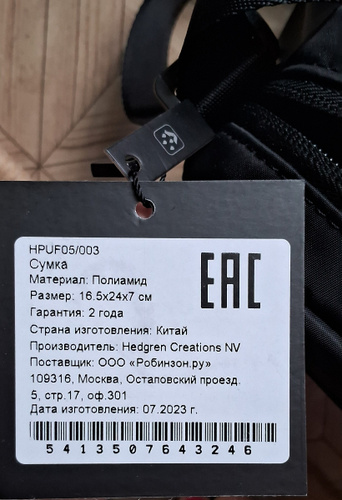 HPUF05/003
Сумка
Материал: Полиамид
Размер: 16.5x24x7 см
Гарантия: 2 года
Страна изготовления: Китай
Производитель: Hedgren Creations NV
Поставщик: ООО «Робинзон.ру»
109316, Москва, Остаповский проезд.
5, стр.17, оф.301
Дата изготовления: 07.2023 г.
EAC
5413507643246